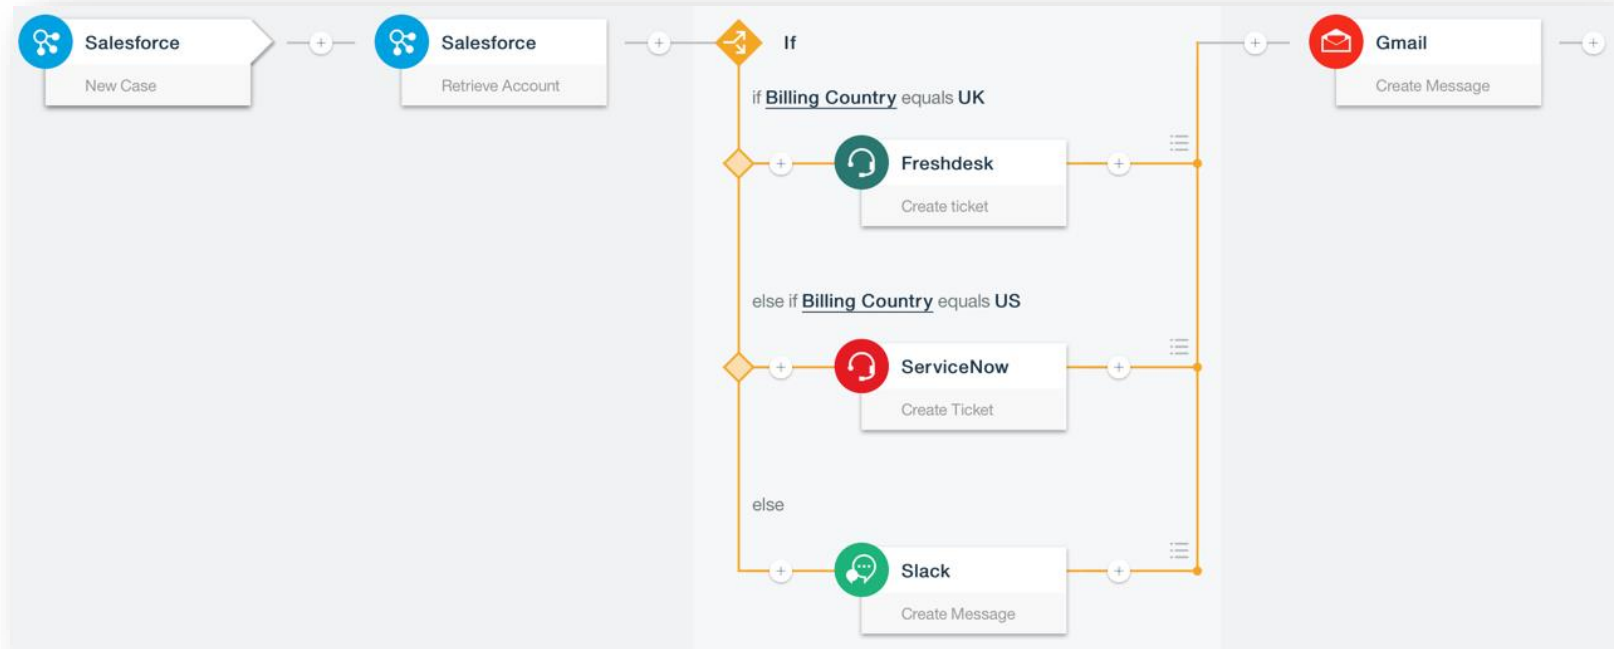 Salesforce
New Case
Salesforce
Retrieve Account
If
if Billing Country equals UK
Freshdesk
Create ticket
else if Billing Country equals US
ServiceNow
Create Ticket
else
Slack
Create Message
Gmail
Create Message